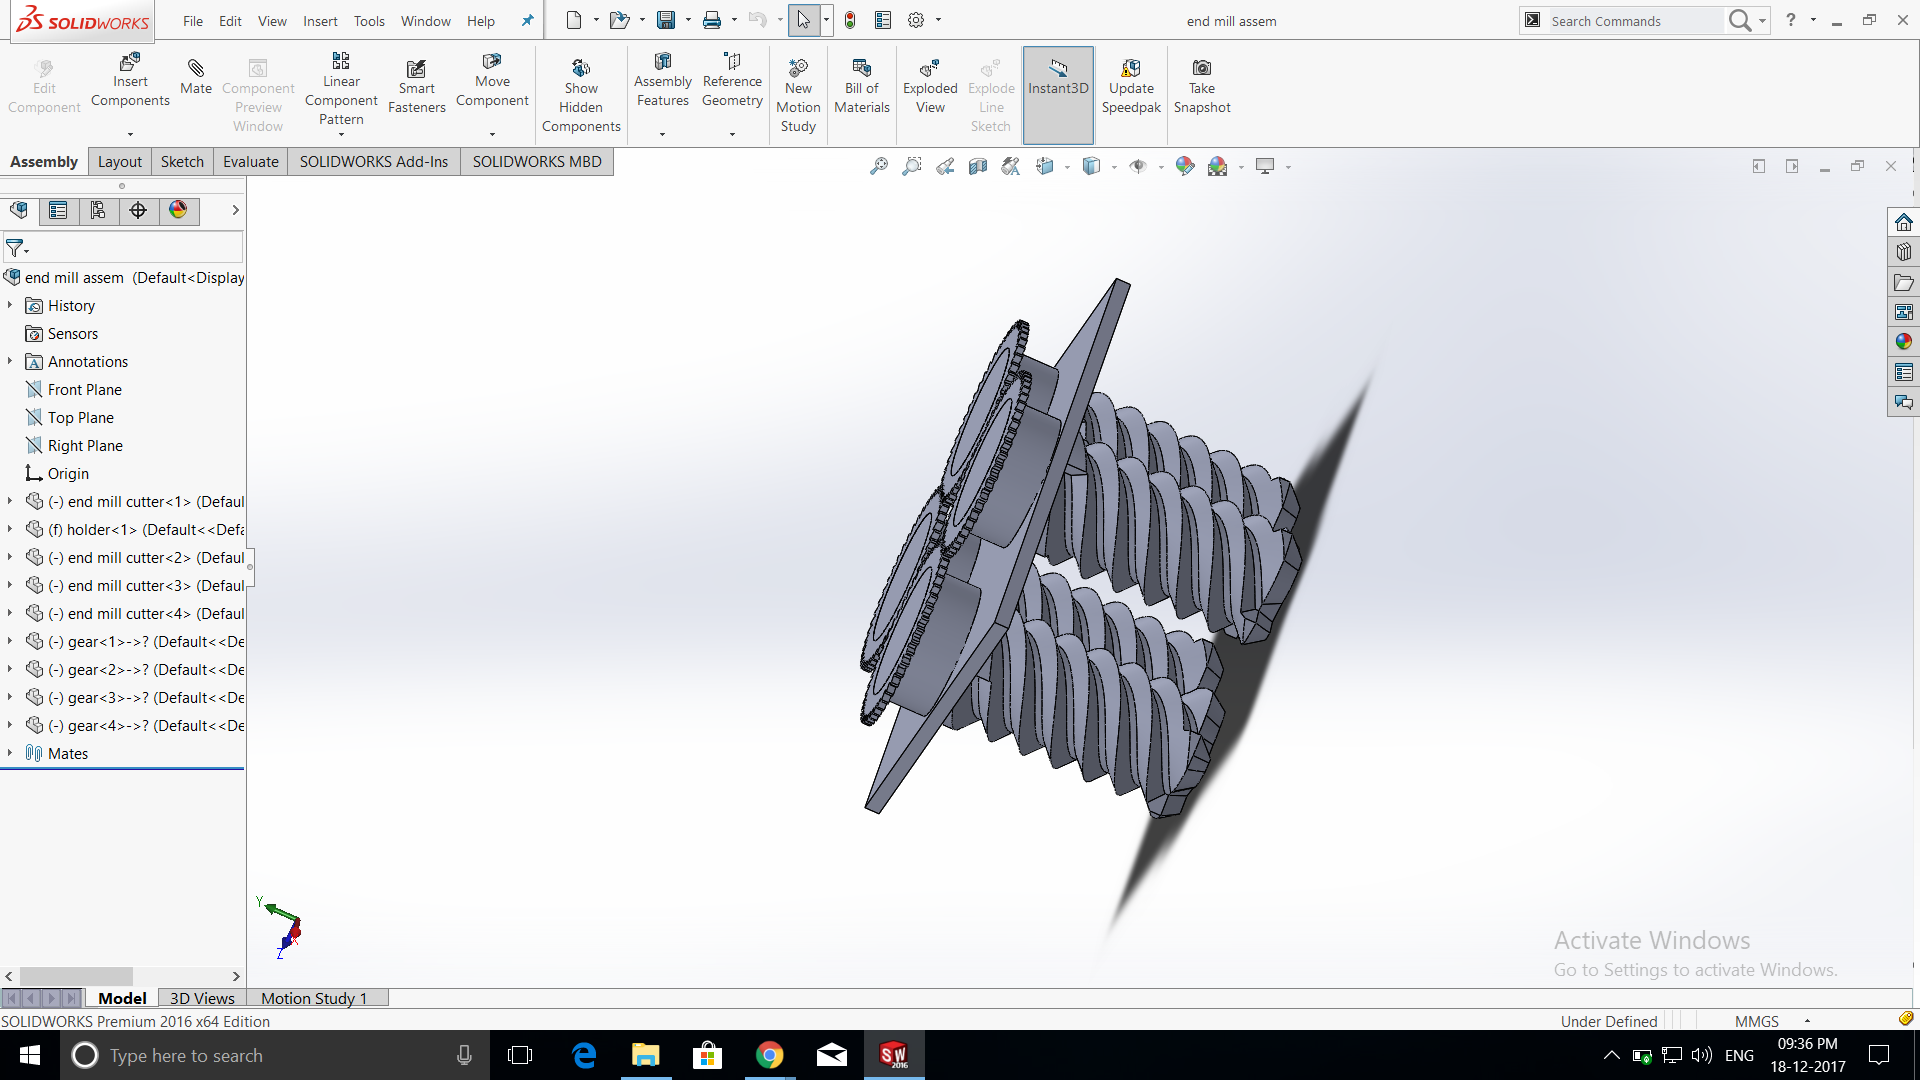 SOLIDWORKS
File Edit View Insert Tools Window Help
end mill assem
Search Commands
?
Edit Component
Insert Components
Mate
Component Preview Window
Linear Component Pattern
Smart Fasteners
Move Component
Show Hidden Components
Assembly Features
Reference Geometry
New Motion Study
Bill of Materials
Exploded View
Explode Line Sketch
Instant3D
Update Speedpak
Take Snapshot
Assembly Layout Sketch Evaluate SOLIDWORKS Add-Ins SOLIDWORKS MBD
end mill assem (Default<Display
History
Sensors
A Annotations
Front Plane
Top Plane
Right Plane
Origin
(-) end mill cutter<1> (Defaul
(f) holder<1> (Default<<Defa
(-) end mill cutter<2> (Defaul
(-) end mill cutter<3> (Defaul
(-) end mill cutter<4> (Defaul
(-) gear<1>->? (Default<<De
(-) gear<2>->? (Default<<De
(-) gear<3>->? (Default<<De
(-) gear<4>->? (Default<<De
Mates
Y
X
Z
Activate Windows
Go to Settings to activate Windows.
Model 3D Views Motion Study 1
SOLIDWORKS Premium 2016 x64 Edition
Under Defined
MMGS
Type here to search
SW
2016
ENG
09:36 PM
18-12-2017